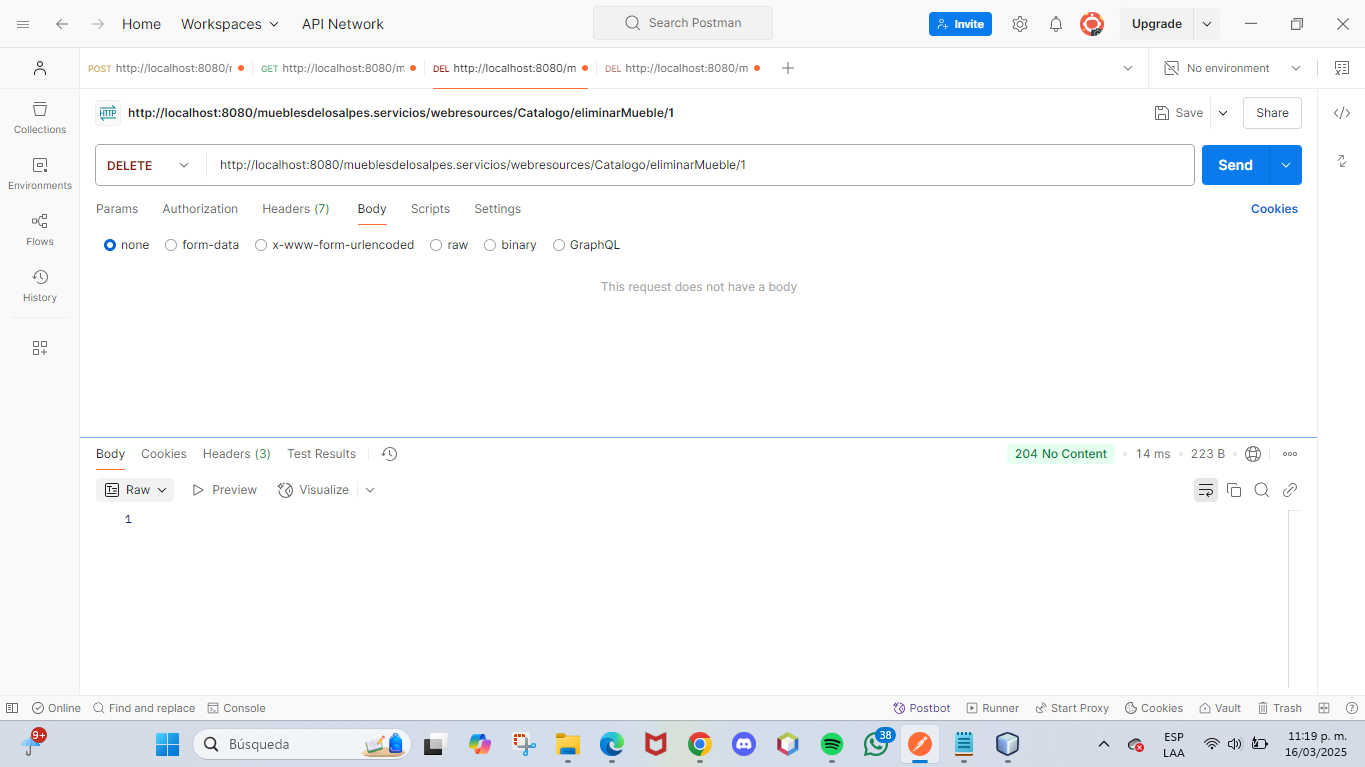 Home Workspaces API Network Search Postman Invite Upgrade
POST http://localhost:8080/r GET http://localhost:8080/m DEL http://localhost:8080/m DEL http://localhost:8080/m No environment
HTTP http://localhost:8080/mueblesdelosalpes.servicios/webresources/Catalogo/eliminarMueble/1 Save Share
Collections
Environments
Flows
History
DELETE http://localhost:8080/mueblesdelosalpes.servicios/webresources/Catalogo/eliminarMueble/1 Send
Params Authorization Headers (7) Body Scripts Settings Cookies
none form-data x-www-form-urlencoded raw binary GraphQL
This request does not have a body
Body Cookies Headers (3) Test Results 204 No Content 14 ms 223 B
Raw Preview Visualize
1
Online Find and replace Console Postbot Runner Start Proxy Cookies Vault Trash
9+ Búsqueda 38 ESP 11:19 p. m.
LAA 16/03/2025